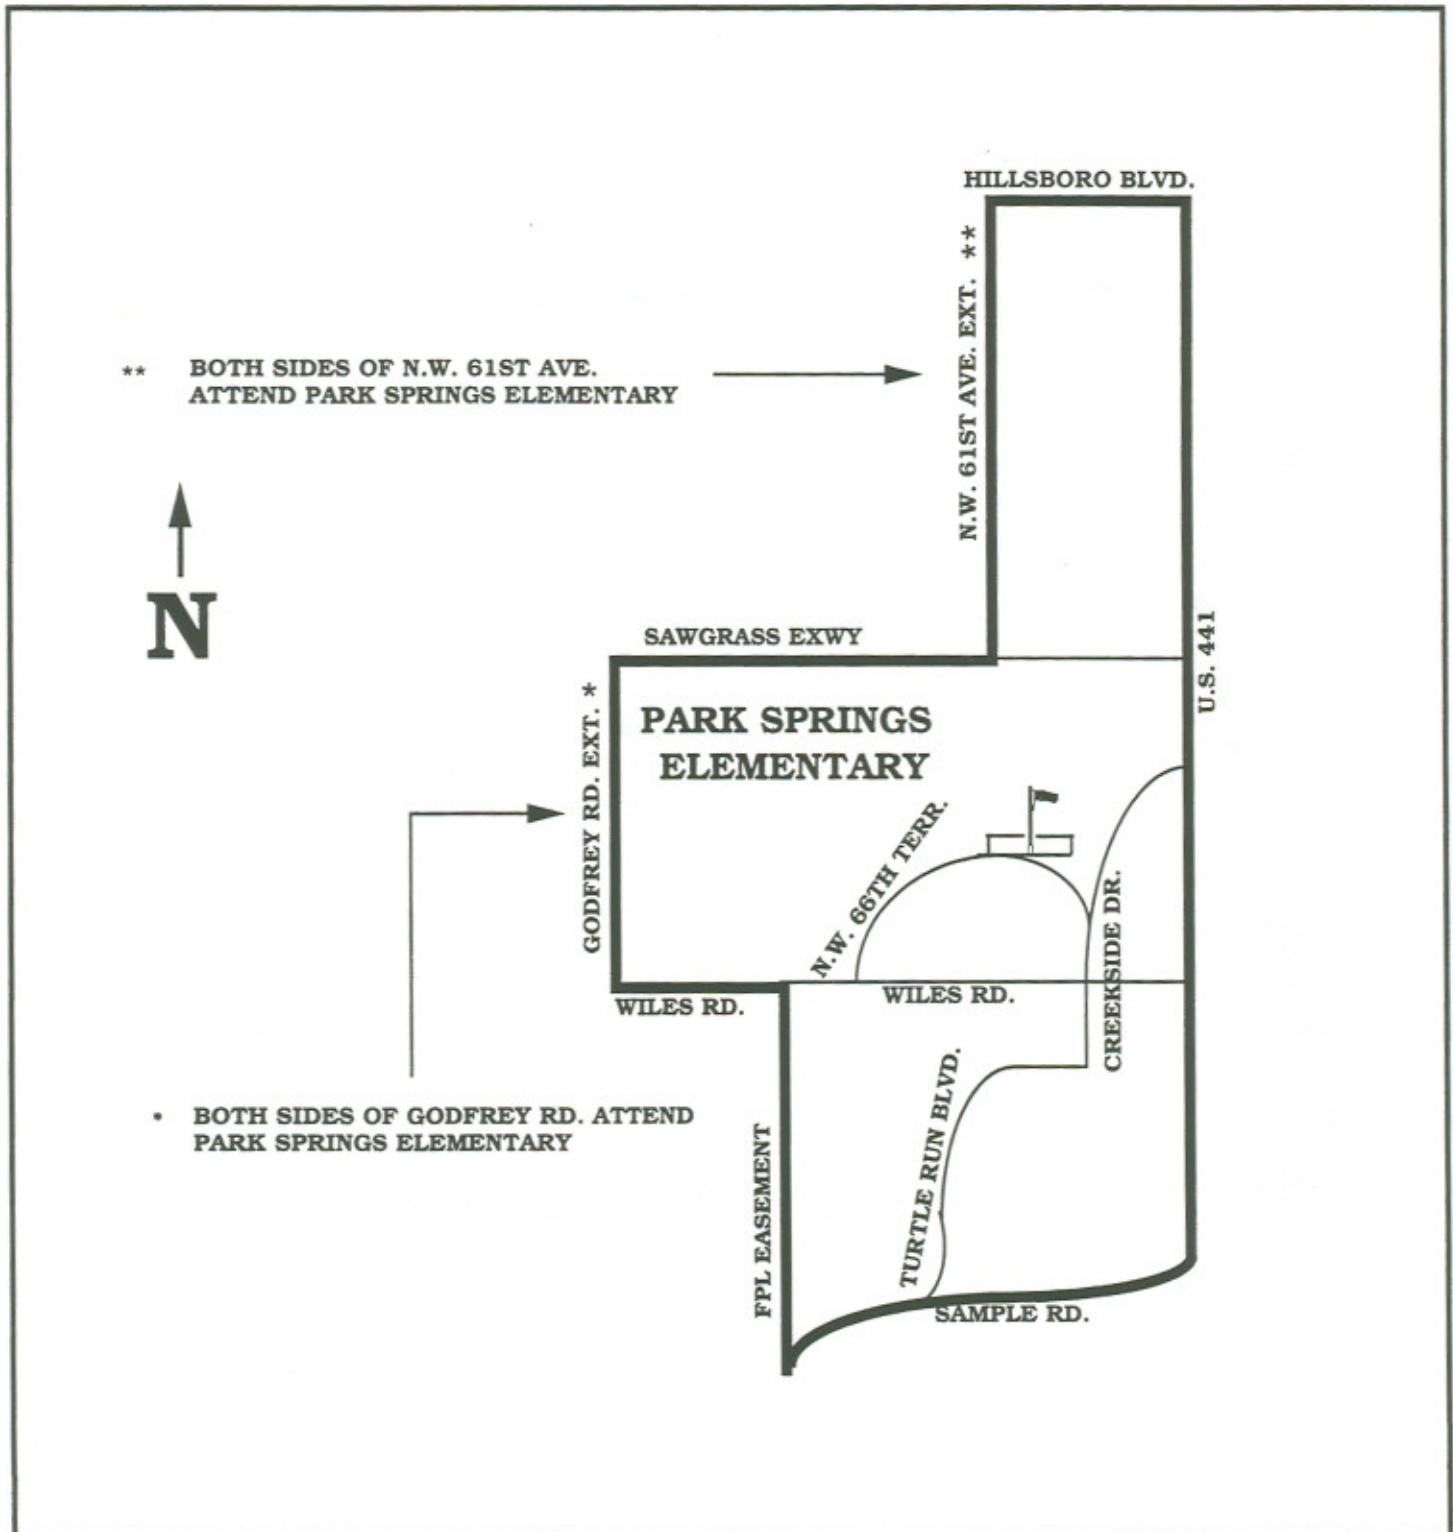 HILLSBORO BLVD.
N.W. 61ST AVE. EXT. **
** BOTH SIDES OF N.W. 61ST AVE.
ATTEND PARK SPRINGS ELEMENTARY
N
SAWGRASS EXWY
U.S. 441
GODFREY RD. EXT. *
PARK SPRINGS
ELEMENTARY
N.W. 66TH TERR.
CREEKSIDE DR.
WILES RD.
WILES RD.
TURTLE RUN BLVD.
* BOTH SIDES OF GODFREY RD. ATTEND
PARK SPRINGS ELEMENTARY
FPL EASEMENT
SAMPLE RD.